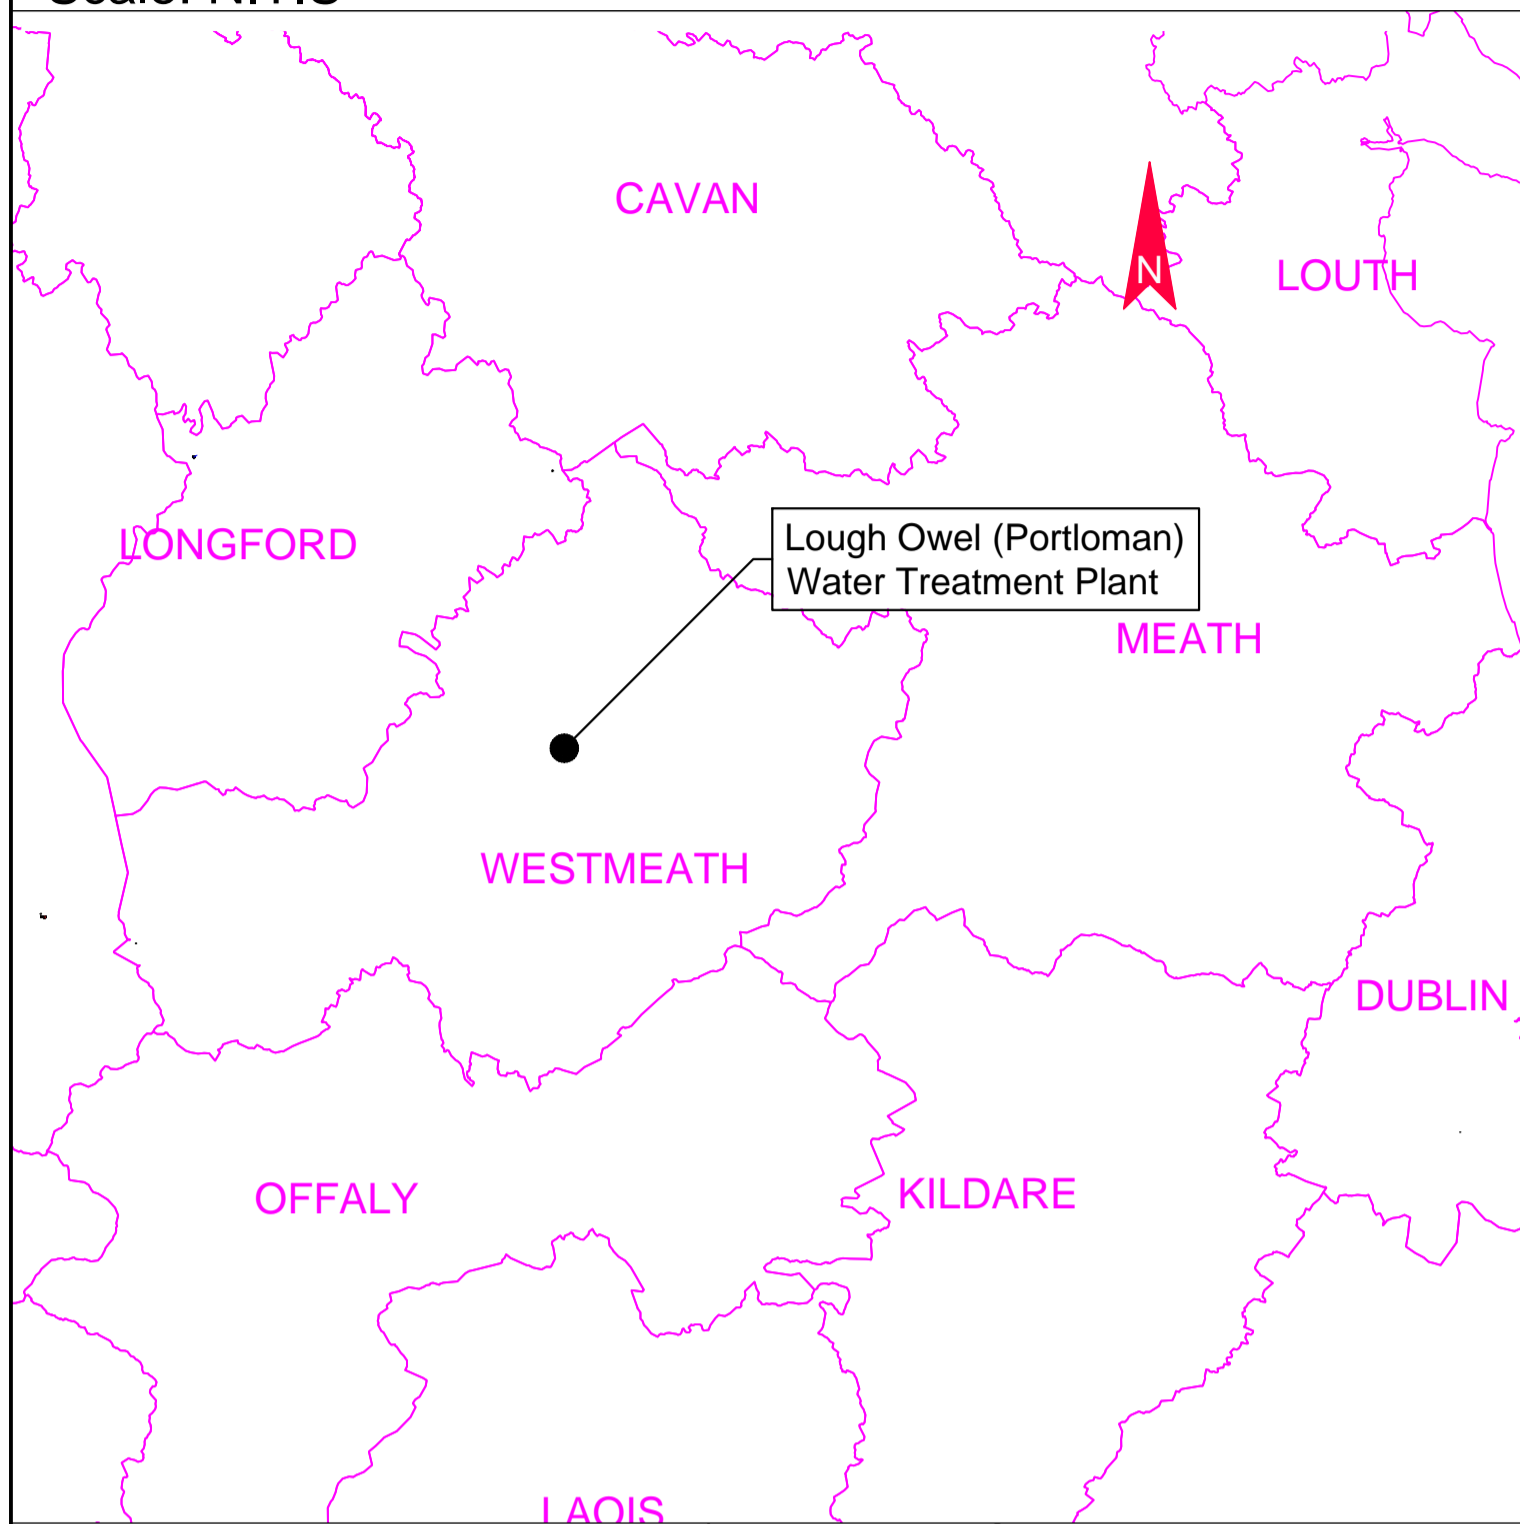 CAVAN
N
LOUTH
Lough Owel (Portloman)
Water Treatment Plant
LONGFORD
MEATH
WESTMEATH
DUBLIN
OFFALY
KILDARE
LAOIS